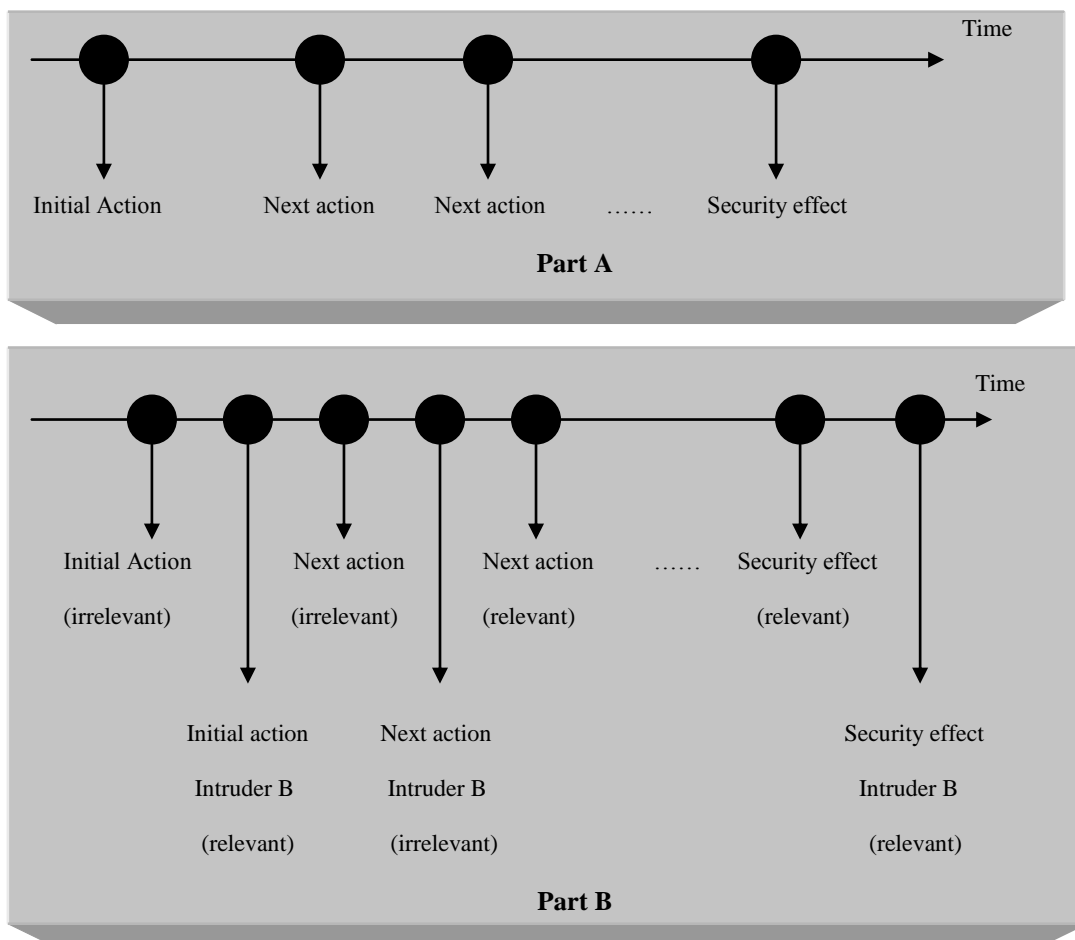 Time
Initial Action Next action Next action ...... Security effect
Part A
Time
Initial Action Next action Next action ...... Security effect
(irrelevant) (irrelevant) (relevant) (relevant)
Initial action Next action Security effect
Intruder B Intruder B Intruder B
(relevant) (irrelevant) (relevant)
Part B